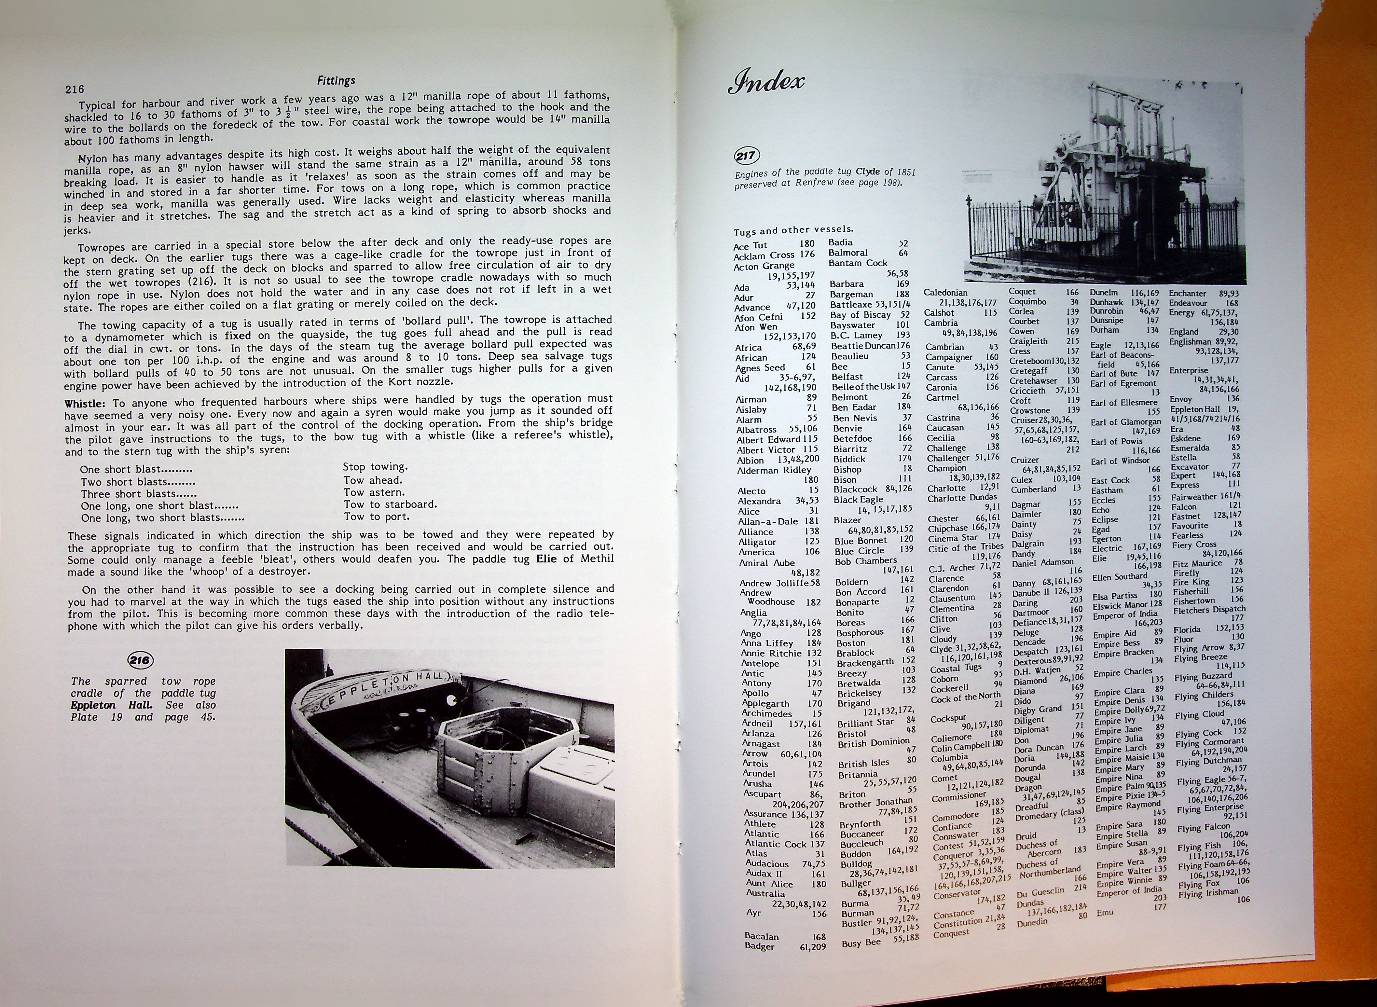 216
Fittings
Typical for harbour and river work a few years ago was a 12" manilla rope of about 11 fathoms,
shackled to 16 to 30 fathoms of 3" to 3 ½" steel wire, the rope being attached to the hook and the
wire to the bollards on the foredeck of the tow. For coastal work the towrope would be 14" manilla
about 100 fathoms in length.
Nylon has many advantages despite its high cost. It weighs about half the weight of the equivalent
manilla rope, as an 8" nylon hawser will stand the same strain as a 12" manilla, around 58 tons
breaking load. It is easier to handle as it 'relaxes' as soon as the strain comes off and may be
winched in and stored in a far shorter time. For tows on a long rope, which is common practice
in deep sea work, manilla was generally used. Wire lacks weight and elasticity whereas manilla
is heavier and it stretches. The sag and the stretch act as a kind of spring to absorb shocks and
jerks.
Towropes are carried in a special store below the after deck and only the ready-use ropes are
kept on deck. On the earlier tugs there was a cage-like cradle for the towrope just in front of
the stern grating set up off the deck on blocks and sparred to allow free circulation of air to dry
off the wet towropes (216). It is not so usual to see the towrope cradle nowadays with so much
nylon rope in use. Nylon does not hold the water and in any case does not rot if left in a wet
state. The ropes are either coiled on a flat grating or merely coiled on the deck.
The towing capacity of a tug is usually rated in terms of 'bollard pull'. The towrope is attached
to a dynamometer which is fixed on the quayside, the tug goes full ahead and the pull is read
off the dial in cwt. or tons. In the days of the steam tug the average bollard pull expected was
about one ton per 100 i.h.p. of the engine and was around 8 to 10 tons. Deep sea salvage tugs
with bollard pulls of 40 to 50 tons are not unusual. On the smaller tugs higher pulls for a given
engine power have been achieved by the introduction of the Kort nozzle.
Whistle: To anyone who frequented harbours where ships were handled by tugs the operation must
have seemed a very noisy one. Every now and again a syren would make you jump as it sounded off
almost in your ear. It was all part of the control of the docking operation. From the ship's bridge
the pilot gave instructions to the tugs, to the bow tug with a whistle (like a referee's whistle),
and to the stern tug with the ship's syren:
One short blast......... Stop towing.
Two short blasts........ Tow ahead.
Three short blasts...... Tow astern.
One long, one short blast....... Tow to starboard.
One long, two short blasts....... Tow to port.
These signals indicated in which direction the ship was to be towed and they were repeated by
the appropriate tug to confirm that the instruction has been received and would be carried out.
Some could only manage a feeble 'bleat', others would deafen you. The paddle tug Elie of Methil
made a sound like the 'whoop' of a destroyer.
On the other hand it was possible to see a docking being carried out in complete silence and
you had to marvel at the way in which the tugs eased the ship into position without any instructions
from the pilot. This is becoming more common these days with the introduction of the radio tele-
phone with which the pilot can give his orders verbally.
216
The sparred tow rope
cradle of the paddle tug
Eppleton Hall. See also
Plate 19 and page 45.
EPPLETON HALL
Index
217
Engines of the paddle tug Clyde of 1851
preserved at Renfrew (see page 198).
Tugs and other vessels.
Ace Tut 180
Acklam Cross 176
Acton Grange
19,155,197
Ada 53,144
Adur 27
Advance 47,120
Afon Cefni 152
Afon Wen
152,153,170
Africa 68,69
African 124
Agnes Seed 61
Aid 35-6,97,
142,168,190
Airman 89
Aislaby 71
Alarm 55
Albatross 55,106
Albert Edward 115
Albert Victor 115
Albion 13,48,200
Alderman Ridley
180
Alecto 15
Alexandra 34,53
Alice 31
Allan-a-Dale 181
Alliance 138
Alligator 125
America 106
Amiral Aube
48,182
Andrew Jolliffe 58
Andrew
Woodhouse 182
Anglia
77,78,81,84,164
Ango 128
Anna Liffey 184
Annie Ritchie 132
Antelope 151
Antic 145
Antony 170
Apollo 47
Applegarth 170
Archimedes 15
Ardneil 157,161
Arlanza 126
Arnagast 184
Arrow 60,61,104
Artois 142
Arundel 175
Arusha 146
Ascupart 86,
204,206,207
Assurance 136,137
Athlete 128
Atlantic 166
Atlantic Cock 137
Atlas 31
Audacious 74,75
Audax II 161
Aunt Alice 180
Australia
22,30,48,142
Ayr 156
Bacalan 168
Badger 61,209
Badia 52
Balmoral 64
Bantam Cock
56,58
Barbara 169
Bargeman 188
Battleaxe 53,151/4
Bay of Biscay 52
Bayswater 101
B.C. Lamey 193
Beattie Duncan 176
Beaulieu 53
Bee 15
Belfast 124
Belle of the Usk 147
Belmont 26
Ben Eadar 184
Ben Nevis 37
Benvie 164
Betefdoe 166
Biarritz 72
Biddick 174
Bishop 18
Bison 111
Blackcock 84,126
Black Eagle
14,15,17,185
Blazer
64,80,81,85,152
Blue Bonnet 120
Blue Circle 139
Bob Chambers
147,161
Boldern 142
Bon Accord 161
Bonaparte 12
Bonito 47
Boreas 166
Bosphorous 167
Boston 181
Brablock 64
Brackengarth 152
Breezy 103
Bretwalda 128
Brickelsey 132
Brigand
121,132,172
Brilliant Star 84
Bristol 48
British Dominion
47
British Isles 80
Britannia
25,55,57,120
Briton 55
Brother Jonathan
77,84,185
Brynforth 151
Buccaneer 172
Buccleuch 80
Buddon 164,192
Bulldog
28,36,74,142,181
Bullger
68,137,156,166
Burma 35,49
Burman 71,72
Bustler 91,92,124,
134,137,145
Busy Bee 55,188
Caledonian
21,138,176,177
Calshot 115
Cambria
49,84,138,196
Cambrian 43
Campaigner 160
Canute 53,145
Carcass 126
Caronia 156
Cartmel
68,156,166
Castrina 36
Caucasan 145
Cecilia 98
Challenge 138
Challenger 51,176
Champion
18,30,139,182
Charlotte 12,91
Charlotte Dundas
9,11
Chester 66,161
Chipchase 166,174
Cinema Star 174
Citie of the Tribes
119,176
C.J. Archer 71,72
Clarence 58
Clarendon 61
Clausentum 145
Clementina 28
Clifton 56
Clive 103
Cloudy 139
Clyde 31,32,58,62,
116,120,161,198
Coastal Tugs 9
Coborn 95
Cockerell 94
Cock of the North
21
Cockspur
90,157,180
Coliemore 184
Colin Campbell 180
Columbia
49,64,80,85,144
Comet
12,121,124,182
Commissioner
169,185
Commodore 185
Confiance 124
Connswater 183
Contest 51,52,159
Conqueror 3,35,36
37,55,57-8,64,99,
120,139,151,158,
164,166,168,207,215
Conservator
174,182
Constance 47
Constitution 21,84
Conquest 28
Coquet 166
Coquimbo 34
Corlea 139
Courbet 137
Cowen 169
Craigleith 215
Cress 157
Creteboom 130,132
Cretegaff 130
Cretehawser 130
Criccieth 57,151
Croft 119
Crowstone 139
Cruiser 28,30,36,
57,65,68,125,157,
160-63,169,182,
212
Cruizer
64,81,84,85,152
Culex 103,104
Cumberland 13
Dagmar 155
Daimler 180
Dainty 75
Daisy 24
Dalgrain 193
Dandy 184
Daniel Adamson
116
Danny 68,161,165
Danube II 126,139
Daring 203
Dartmoor 160
Defiance 18,31,157
Deluge 128
Dencade 196
Despatch 123,161
Dexterous 89,91,92
D.H. Watjen 52
Diamond 26,106
Diana 169
Dido 97
Digby Grand 151
Diligent 77
Diplomat 71
Don 196
Dora Duncan 176
Doria 144,188
Dorunda 142
Dougal 138
Dragon
31,47,69,124,145
Dreadful 85
Dromedary (class)
125
Druid 13
Duchess of
Abercorn 183
Duchess of
Northumberland
166
Du Guesclin 214
Dundas
137,166,182,184
Dunedin 80
Dunelm 116,169
Dunhawk 134,147
Dunrobin 46,47
Dunsnipe 147
Durham 134
Eagle 12,13,166
Earl of Beacons-
field 45,166
Earl of Bute 147
Earl of Egremont
13
Earl of Ellesmere
155
Earl of Glamorgan
147,169
Earl of Powis
116,166
Earl of Windsor
166
East Cock 58
Eastham 61
Eccles 155
Echo 124
Eclipse 121
Egad 157
Egerton 114
Electric 167,169
Elie 19,45,116
166,198
Ellen Southard
34,35
Elsa Partiss 180
Elswick Manor 128
Emperor of India
166,203
Empire Aid 89
Empire Bess 89
Empire Bracken
134
Empire Charles
135
Empire Clara 89
Empire Denis 134
Empire Dolly 69,72
Empire Ivy 134
Empire Jane 89
Empire Julia 89
Empire Larch 89
Empire Maisie 134
Empire Mary 89
Empire Nina 89
Empire Palm 90,135
Empire Pixie 134-5
Empire Raymond
145
Empire Sara 180
Empire Stella 89
Empire Susan
88-9,91
Empire Vera 89
Empire Walter 135
Empire Winnie 89
Emperor of India
203
Emu 177
Enchanter 89,93
Endeavour 168
Energy 61,75,137,
156,184
England 29,30
Englishman 89,92,
93,128,134,
137,177
Enterprise
14,31,34,41,
84,156,166
Envoy 136
Eppleton Hall 19,
41/5,168/74 214/16
Era 48
Eskdene 169
Esmeralda 85
Estella 58
Excavator 77
Expert 144,168
Express 111
Fairweather 161/4
Falcon 121
Fastnet 128,147
Favourite 18
Fearless 124
Fiery Cross
84,120,166
Fitz Maurice 78
Firefly 124
Fire King 123
Fisherhill 156
Fishertown 156
Fletchers Dispatch
177
Florida 152,153
Fluor 130
Flying Arrow 8,37
Flying Breeze
114,115
Flying Buzzard
64-66,84,111
Flying Childers
156,184
Flying Cloud
47,106
Flying Cock 152
Flying Cormorant
64,192,194,204
Flying Dutchman
24,157
Flying Eagle 56-7,
65,67,70,72,84,
106,140,176,206
Flying Enterprise
92,151
Flying Falcon
106,204
Flying Fish 106,
111,120,158,176
Flying Foam 64-66,
106,158,192,195
Flying Fox 106
Flying Irishman
106